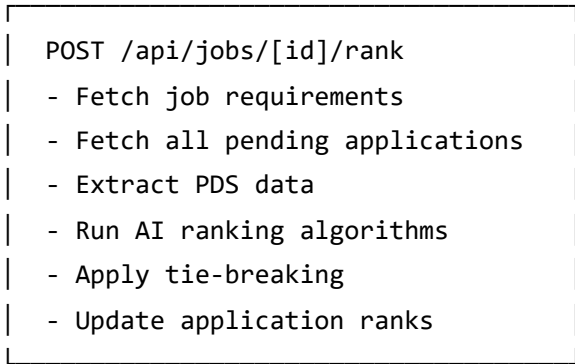 POST /api/jobs/[id]/rank
- Fetch job requirements
- Fetch all pending applications
- Extract PDS data
- Run AI ranking algorithms
- Apply tie-breaking
- Update application ranks